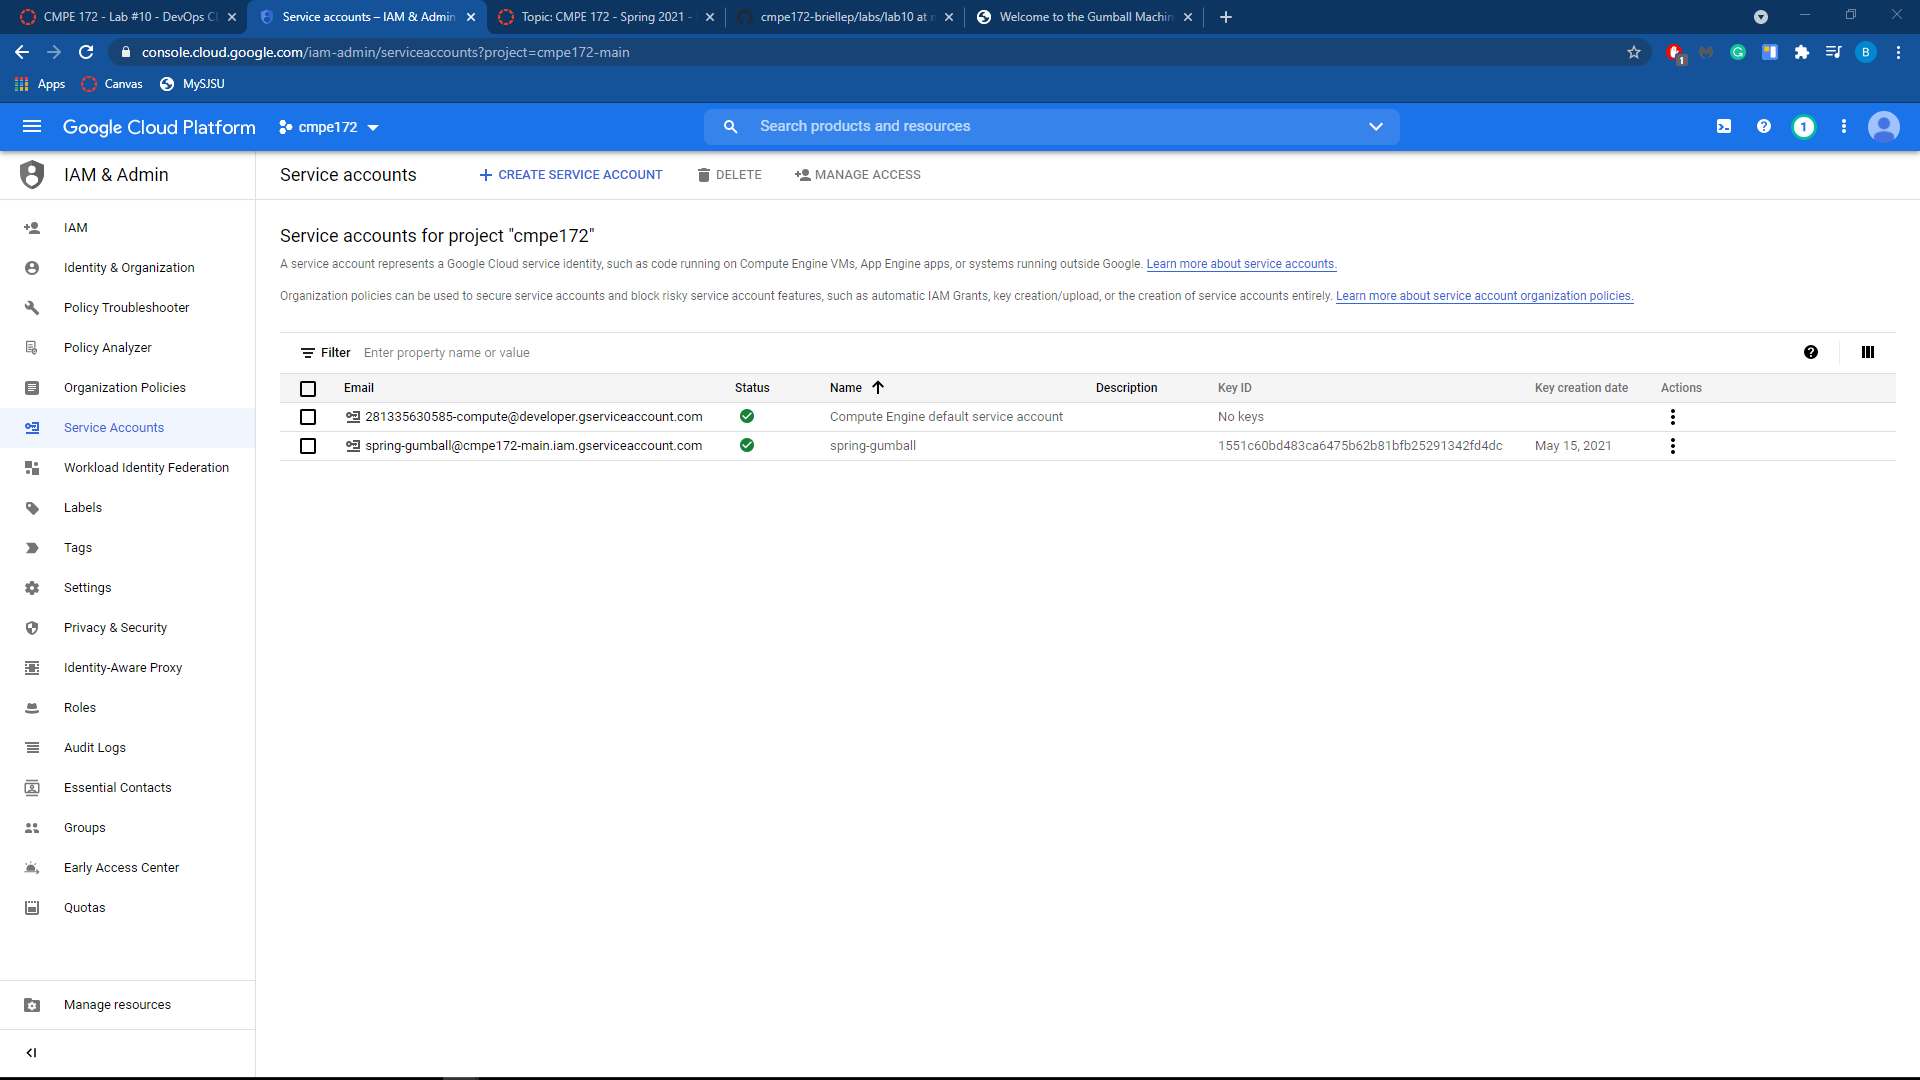 CMPE 172 - Lab #10 - DevOps Cl
Service accounts – IAM & Admin
Topic: CMPE 172 - Spring 2021 -
cmpe172-briellep/labs/lab10 at m
Welcome to the Gumball Machin
console.cloud.google.com/iam-admin/serviceaccounts?project=cmpe172-main
1
B
Apps
Canvas
MySJSU
Google Cloud Platform
cmpe172
Search products and resources
1
IAM & Admin
Service accounts
CREATE SERVICE ACCOUNT
DELETE
MANAGE ACCESS
IAM
Identity & Organization
Policy Troubleshooter
Policy Analyzer
Organization Policies
Service Accounts
Workload Identity Federation
Labels
Tags
Settings
Privacy & Security
Identity-Aware Proxy
Roles
Audit Logs
Essential Contacts
Groups
Early Access Center
Quotas
Manage resources
Service accounts for project "cmpe172"
A service account represents a Google Cloud service identity, such as code running on Compute Engine VMs, App Engine apps, or systems running outside Google. Learn more about service accounts.
Organization policies can be used to secure service accounts and block risky service account features, such as automatic IAM Grants, key creation/upload, or the creation of service accounts entirely. Learn more about service account organization policies.
Filter Enter property name or value
Email Status Name Description Key ID Key creation date Actions
281335630585-compute@developer.gserviceaccount.com Compute Engine default service account No keys
spring-gumball@cmpe172-main.iam.gserviceaccount.com spring-gumball 1551c60bd483ca6475b62b81bfb25291342fd4dc May 15, 2021